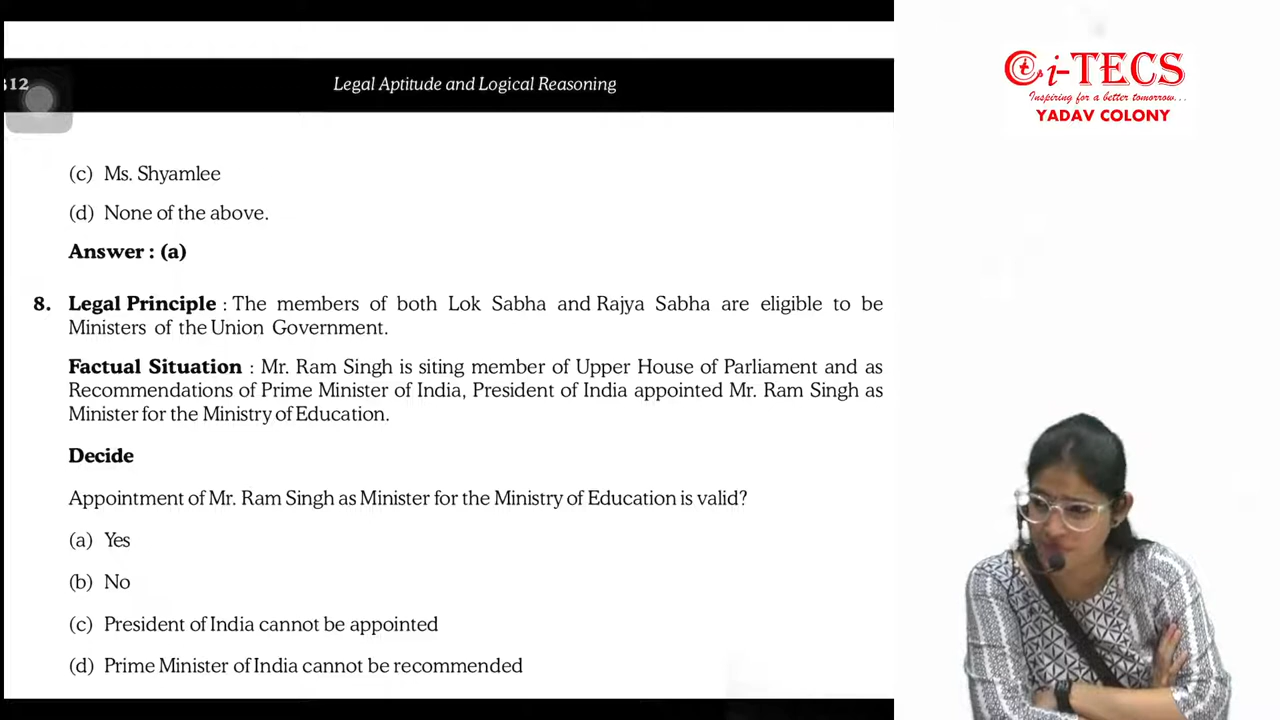 12
Legal Aptitude and Logical Reasoning
i-TECS
Inspiring for a better tomorrow...
YADAV COLONY
(c) Ms. Shyamlee
(d) None of the above.
Answer : (a)
8. Legal Principle : The members of both Lok Sabha and Rajya Sabha are eligible to be
Ministers of the Union Government.
Factual Situation : Mr. Ram Singh is siting member of Upper House of Parliament and as
Recommendations of Prime Minister of India, President of India appointed Mr. Ram Singh as
Minister for the Ministry of Education.
Decide
Appointment of Mr. Ram Singh as Minister for the Ministry of Education is valid?
(a) Yes
(b) No
(c) President of India cannot be appointed
(d) Prime Minister of India cannot be recommended